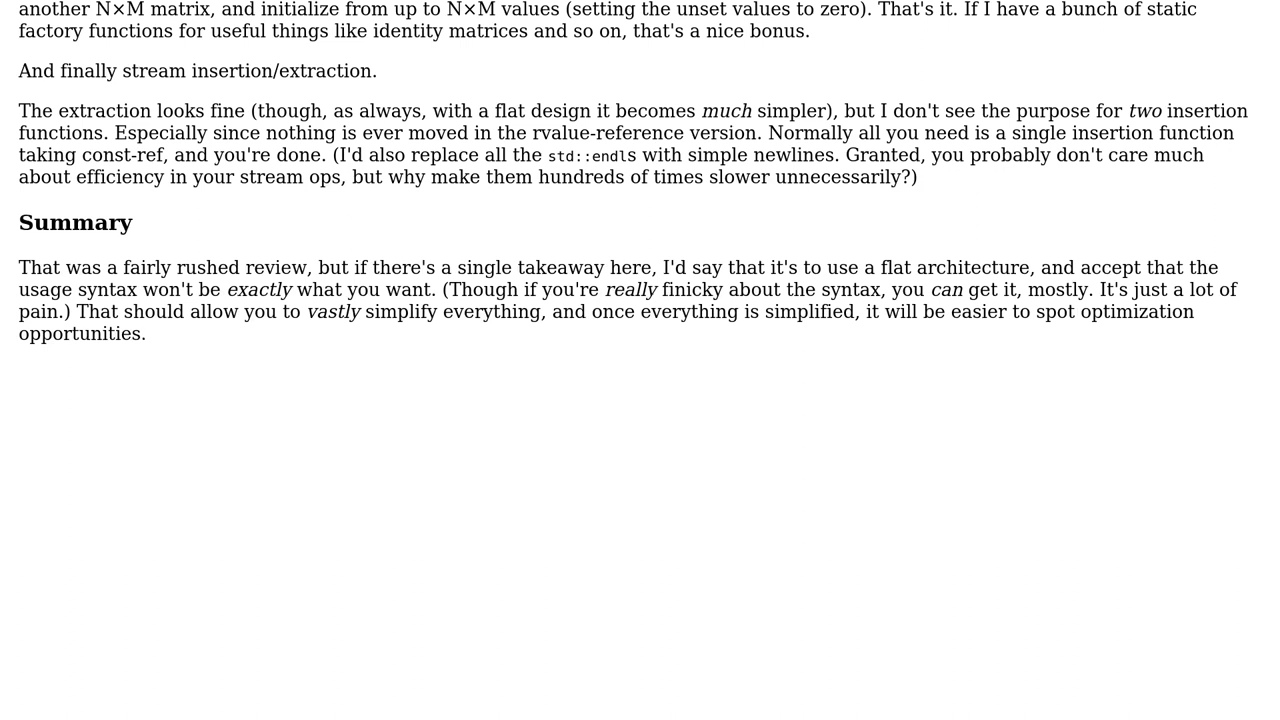 another N×M matrix, and initialize from up to N×M values (setting the unset values to zero). That's it. If I have a bunch of static
factory functions for useful things like identity matrices and so on, that's a nice bonus.
And finally stream insertion/extraction.
The extraction looks fine (though, as always, with a flat design it becomes much simpler), but I don't see the purpose for two insertion
functions. Especially since nothing is ever moved in the rvalue-reference version. Normally all you need is a single insertion function
taking const-ref, and you're done. (I'd also replace all the std::endls with simple newlines. Granted, you probably don't care much
about efficiency in your stream ops, but why make them hundreds of times slower unnecessarily?)
Summary
That was a fairly rushed review, but if there's a single takeaway here, I'd say that it's to use a flat architecture, and accept that the
usage syntax won't be exactly what you want. (Though if you're really finicky about the syntax, you can get it, mostly. It's just a lot of
pain.) That should allow you to vastly simplify everything, and once everything is simplified, it will be easier to spot optimization
opportunities.